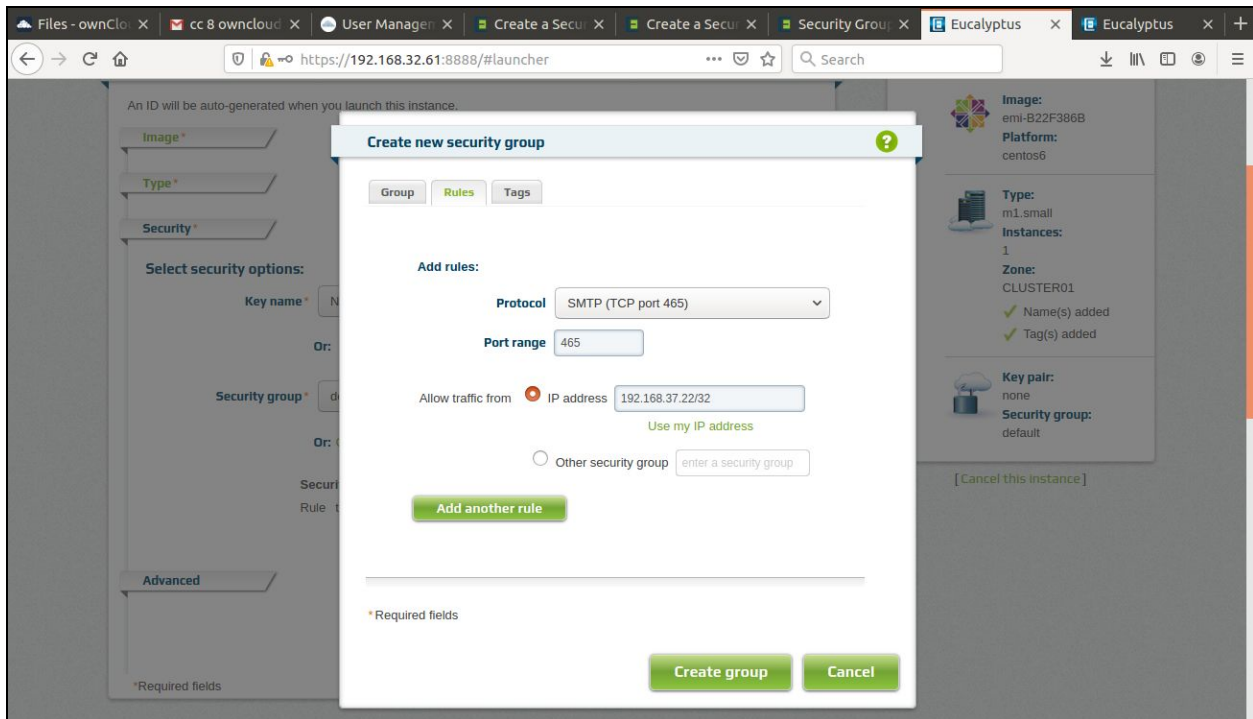 Files - ownClo
cc 8 owncloud
User Managem
Create a Secur
Create a Secur
Security Group
Eucalyptus
Eucalyptus
https://192.168.32.61:8888/#launcher
Search
An ID will be auto-generated when you launch this instance.
Image*
Type*
Security*
Select security options:
Key name*
N
Or:
Security group*
de
Or:
Securi
Rule t
Advanced
*Required fields
Create new security group
?
Group Rules Tags
Add rules:
Protocol SMTP (TCP port 465)
Port range 465
Allow traffic from IP address 192.168.37.22/32
Use my IP address
Other security group enter a security group
Add another rule
*Required fields
Create group Cancel
Image:
emi-B22F386B
Platform:
centos6
Type:
m1.small
Instances:
1
Zone:
CLUSTER01
Name(s) added
Tag(s) added
Key pair:
none
Security group:
default
[Cancel this instance]